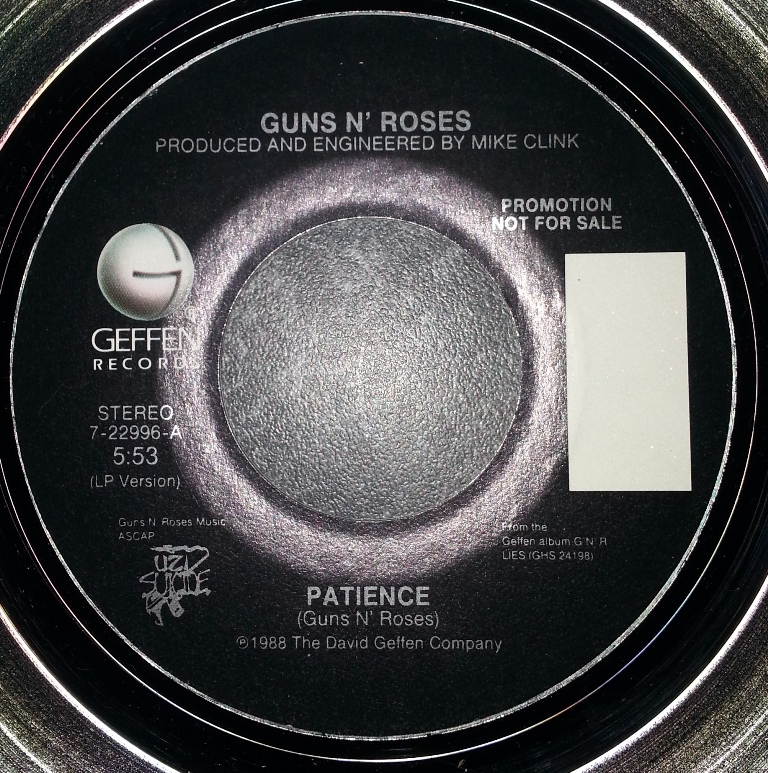 GUNS N' ROSES
PRODUCED AND ENGINEERED BY MIKE CLINK
PROMOTION
NOT FOR SALE
G
GEFFEN
RECORDS
STEREO
7-22996-A
5:53
(LP Version)
Guns N' Roses Music
ASCAP
UZI
SUICIDE
From the
Geffen album G N' R
LIES (GHS 24198)
PATIENCE
(Guns N' Roses)
℗1988 The David Geffen Company